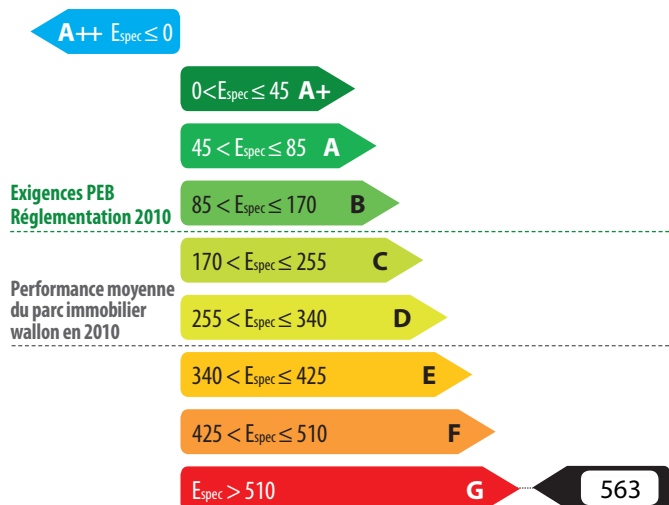 A++ Espec ≤ 0
0<Espec ≤ 45 A+
45 < Espec ≤ 85 A
Exigences PEB
Réglementation 2010
85 < Espec ≤ 170 B
170 < Espec ≤ 255 C
Performance moyenne
du parc immobilier
wallon en 2010
255 < Espec ≤ 340 D
340 < Espec ≤ 425 E
425 < Espec ≤ 510 F
Espec > 510 G 563